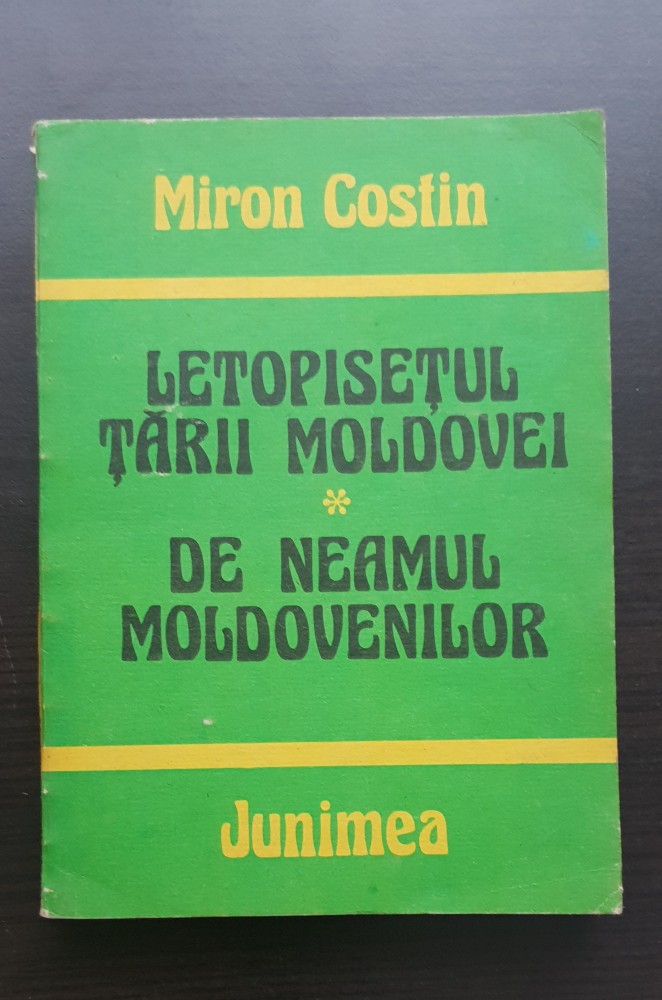 Miron Costin
LETOPISEȚUL
ȚĂRII MOLDOVEI
*
DE NEAMUL
MOLDOVENILOR
Junimea